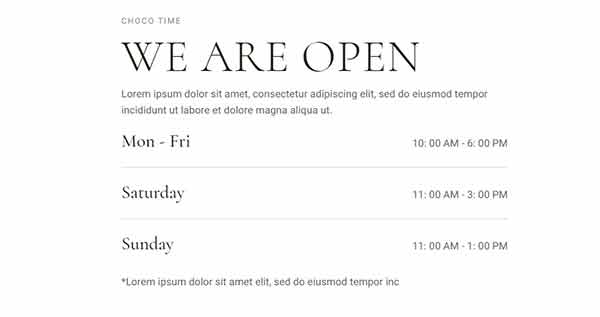 CHOCO TIME
WE ARE OPEN
Lorem ipsum dolor sit amet, consectetur adipiscing elit, sed do eiusmod tempor
incididunt ut labore et dolore magna aliqua ut.
Mon - Fri 10: 00 AM - 6: 00 PM
Saturday 11: 00 AM - 3: 00 PM
Sunday 11: 00 AM - 1: 00 PM
*Lorem ipsum dolor sit amet elit, sed do eiusmod tempor inc